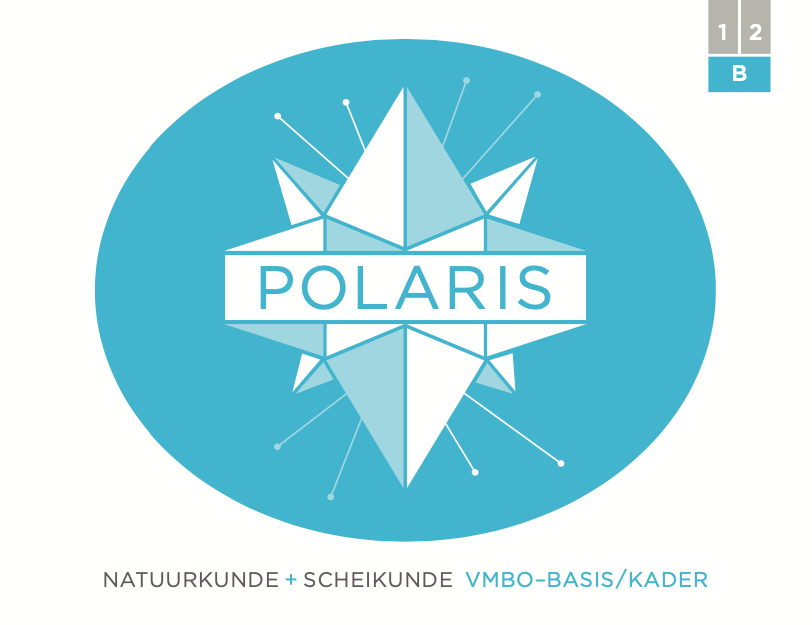 1 2
B
POLARIS
NATUURKUNDE + SCHEIKUNDE VMBO–BASIS/KADER